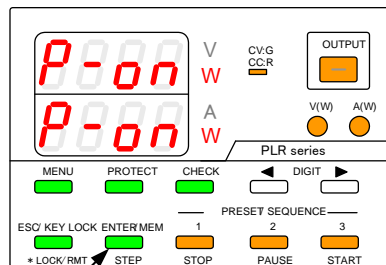 P-on V W CV:G
CC:R OUTPUT
P-on A W V(W) A(W)
PLR series
MENU PROTECT CHECK ◀ DIGIT ▶
PRESET/ SEQUENCE
ESC/ KEY LOCK ENTER/MEM 1 2 3
* LOCK/RMT STEP STOP PAUSE START